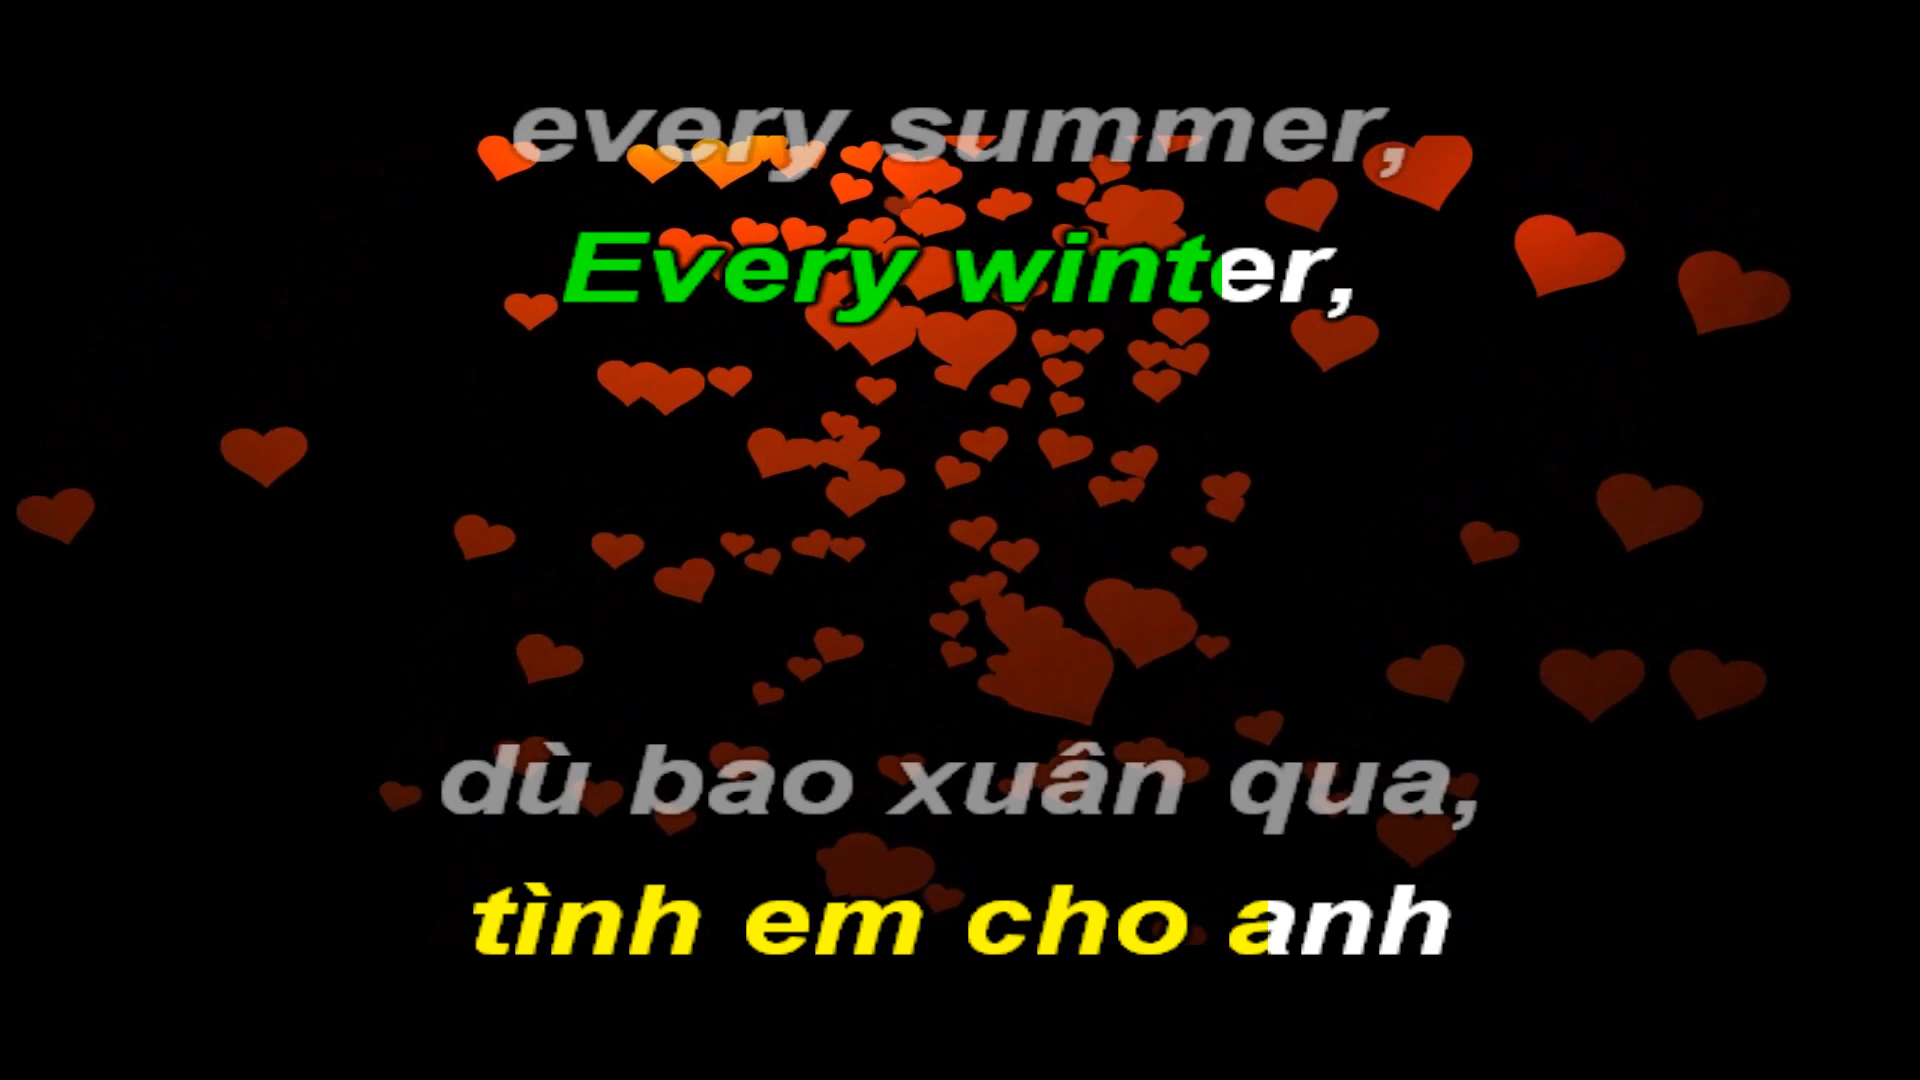 every summer,
Every winter,
dù bao xuân qua,
tình em cho anh